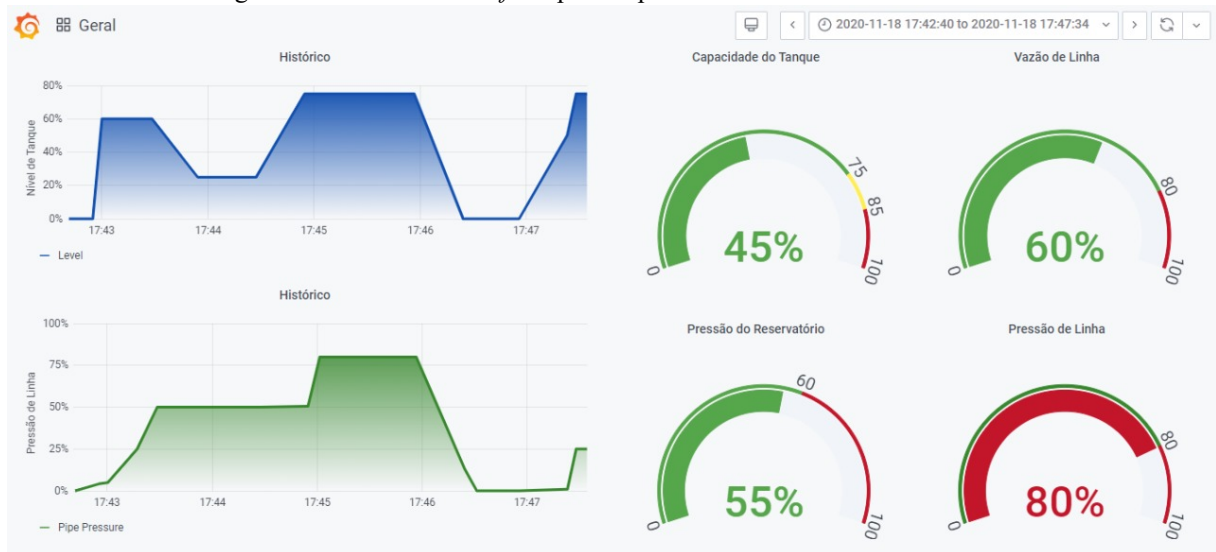 Geral
2020-11-18 17:42:40 to 2020-11-18 17:47:34
Histórico
80%
60%
40%
20%
0%
Nível de Tanque
17:43 17:44 17:45 17:46 17:47
Level
Capacidade do Tanque
0 75 85 100
45%
Vazão de Linha
0 80 100
60%
Histórico
100%
75%
50%
25%
0%
Pressão de Linha
17:43 17:44 17:45 17:46 17:47
Pipe Pressure
Pressão do Reservatório
0 60 100
55%
Pressão de Linha
0 80 100
80%